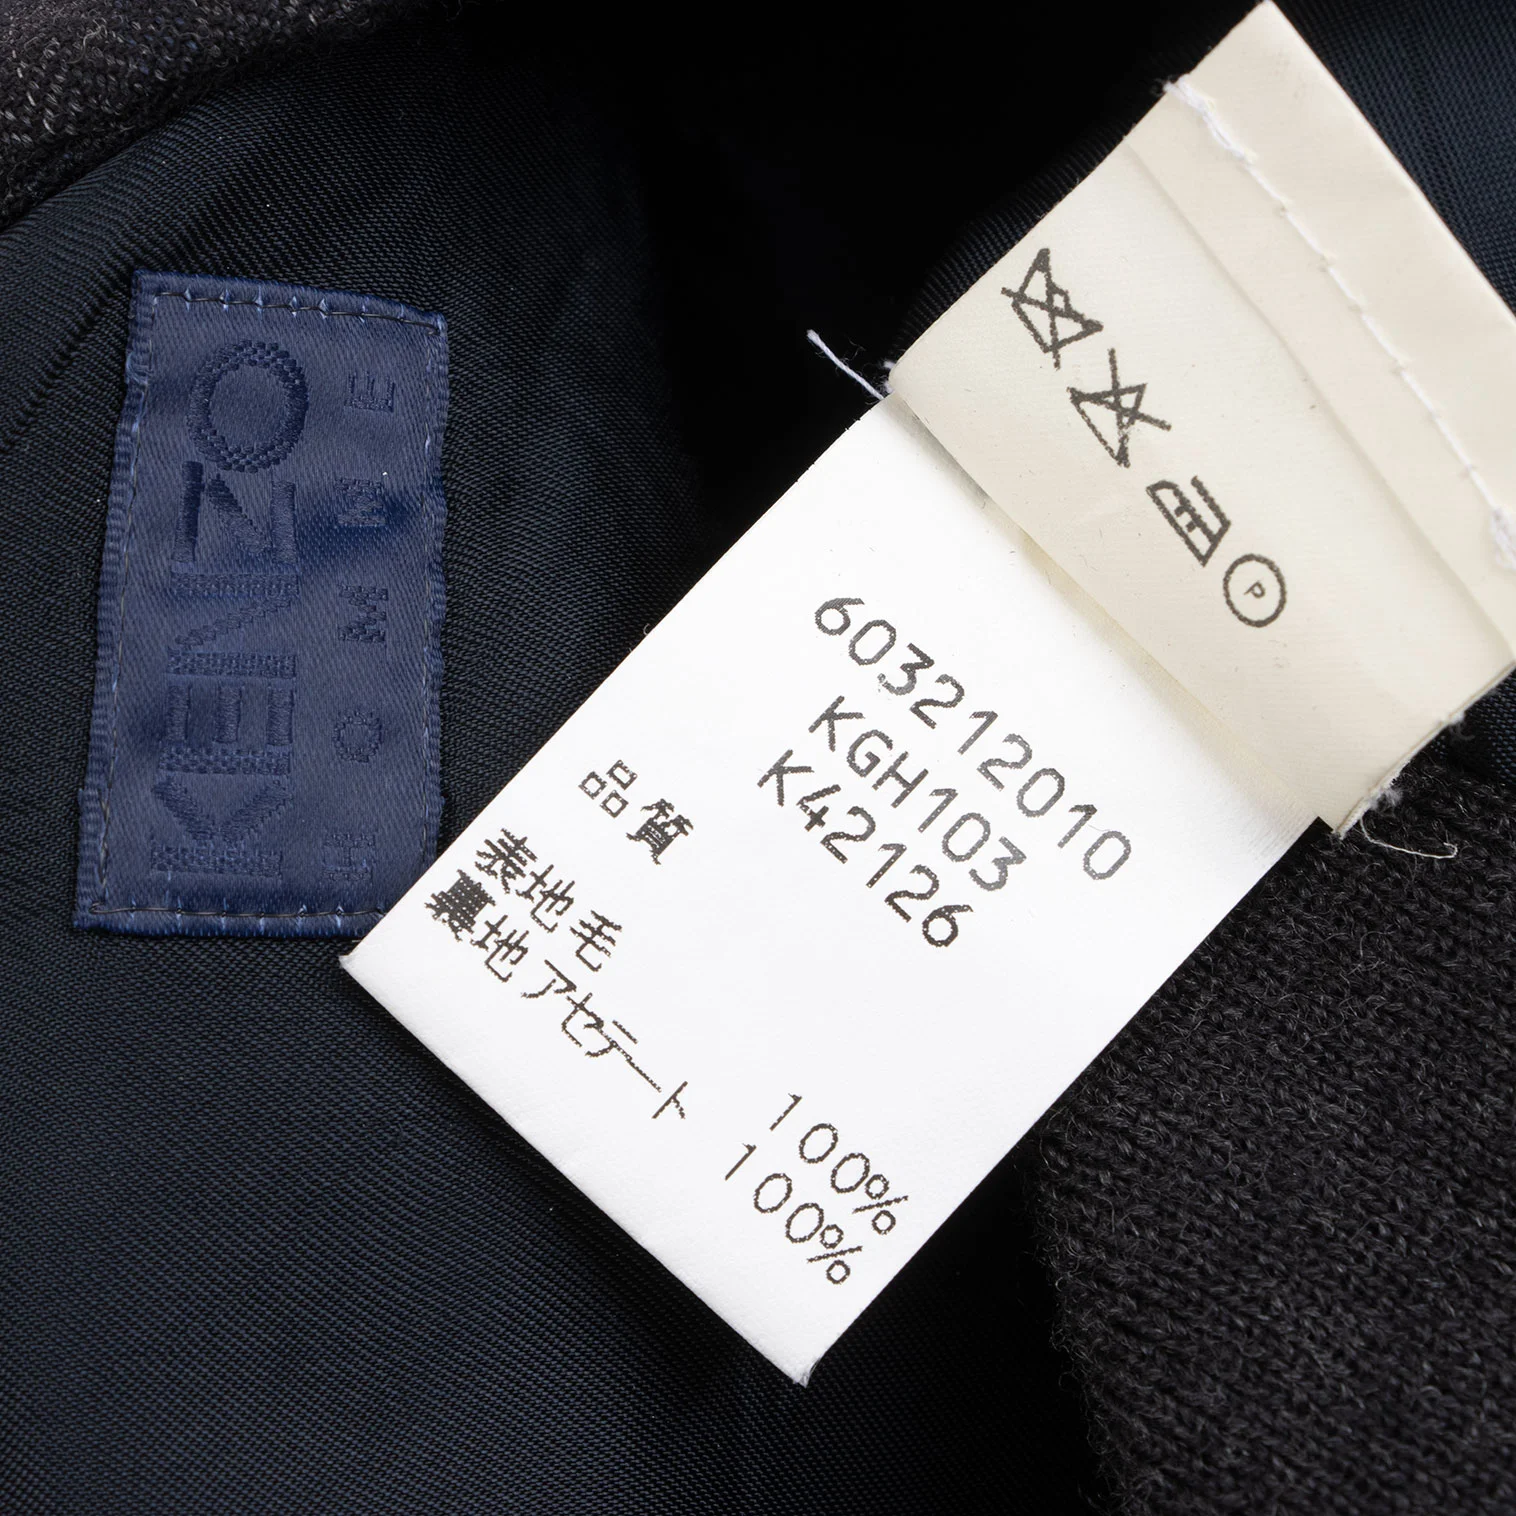 KENZO
HOMME
603212010
KGH103
K42126
品質
表地 毛 100%
裏地 アセテート 100%
P